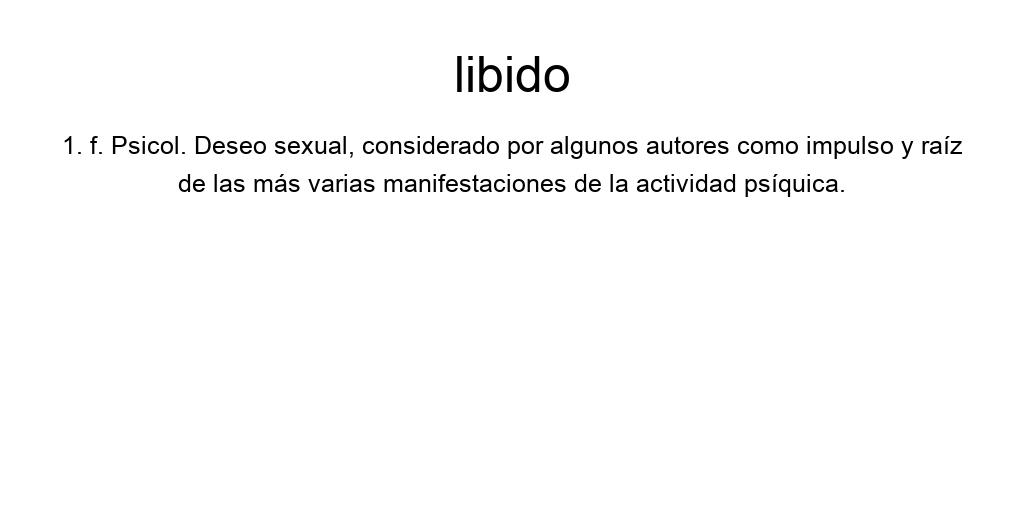 libido
1. f. Psicol. Deseo sexual, considerado por algunos autores como impulso y raíz
de las más varias manifestaciones de la actividad psíquica.